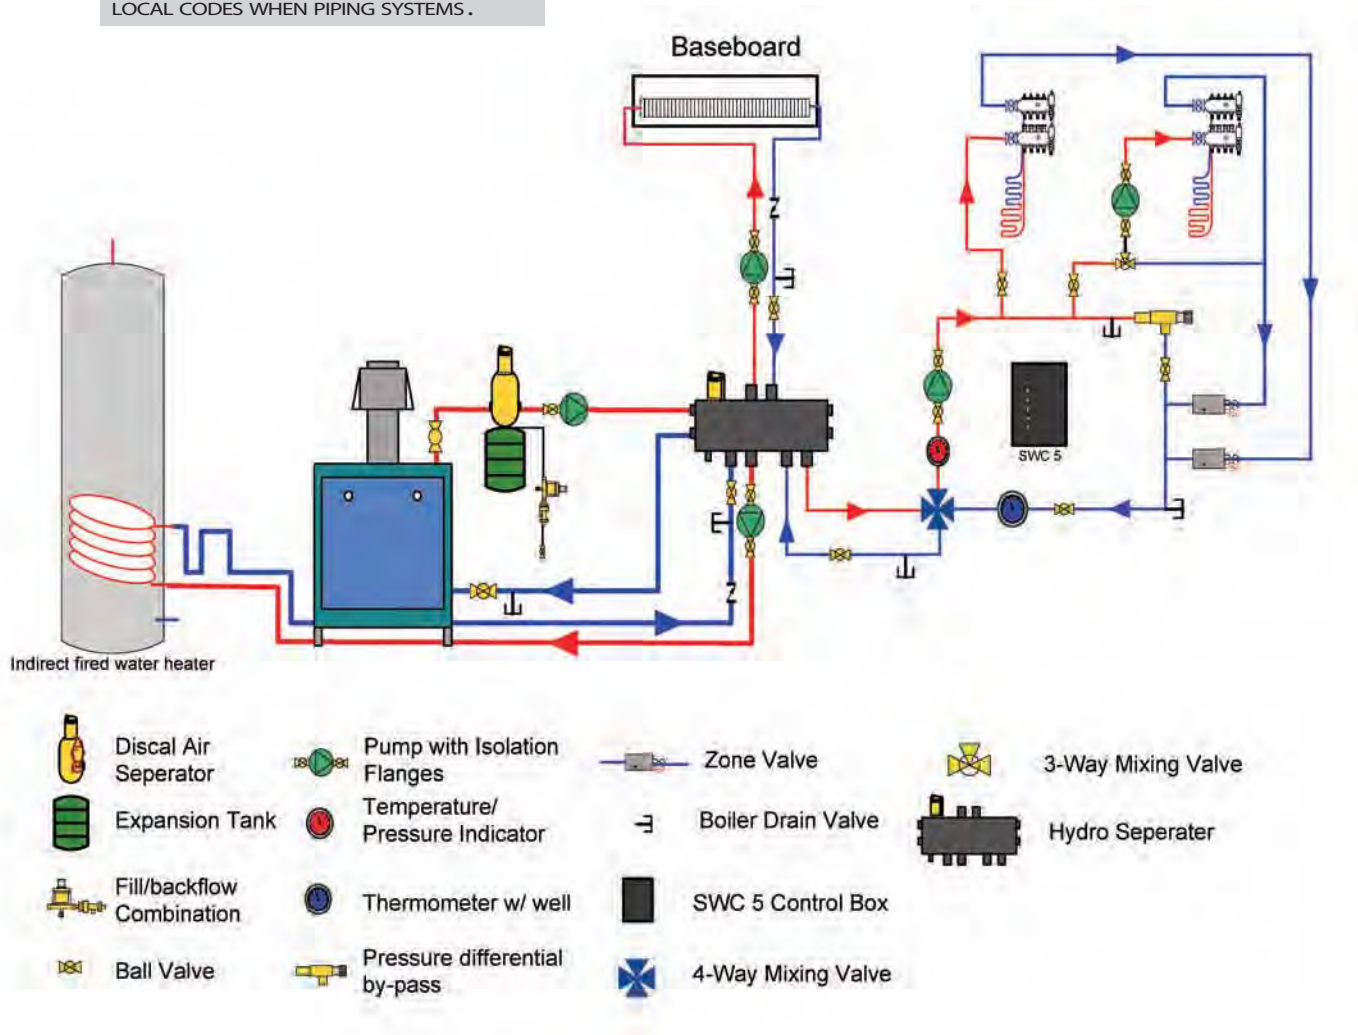 LOCAL CODES WHEN PIPING SYSTEMS.
Baseboard
SWC 5
Indirect fired water heater
Discal Air
Seperator
Pump with Isolation
Flanges
Zone Valve
3-Way Mixing Valve
Expansion Tank
Temperature/
Pressure Indicator
Boiler Drain Valve
Hydro Seperater
Fill/backflow
Combination
Thermometer w/ well
SWC 5 Control Box
Ball Valve
Pressure differential
by-pass
4-Way Mixing Valve